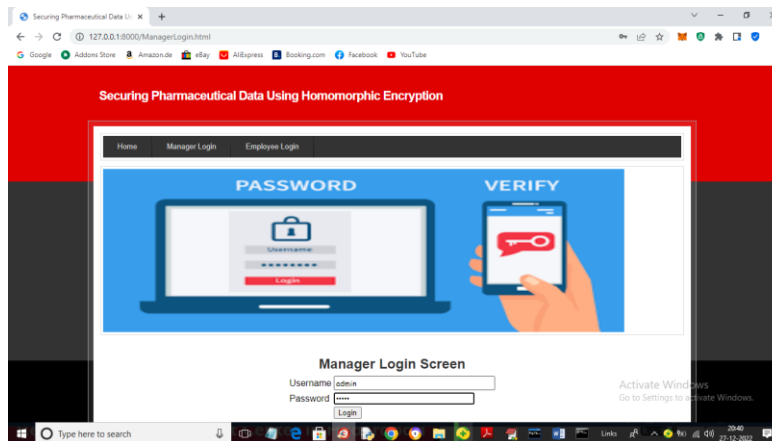 Securing Pharmaceutical Data Us
127.0.0.1:8000/ManagerLogin.html
Google Addons Store Amazon.de eBay AliExpress Booking.com Facebook YouTube
Securing Pharmaceutical Data Using Homomorphic Encryption
Home Manager Login Employee Login
PASSWORD VERIFY
Username
Login
Manager Login Screen
Username admin
Password
Login
Activate Windows
Go to Settings to activate Windows.
Type here to search
Links
20:40
27-12-2022